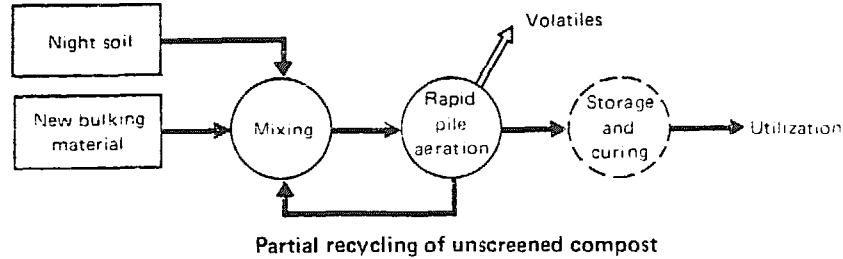 Volatiles
Night soil
New bulking
material
Mixing
Rapid
pile
aeration
Storage
and
curing
Utilization
Partial recycling of unscreened compost